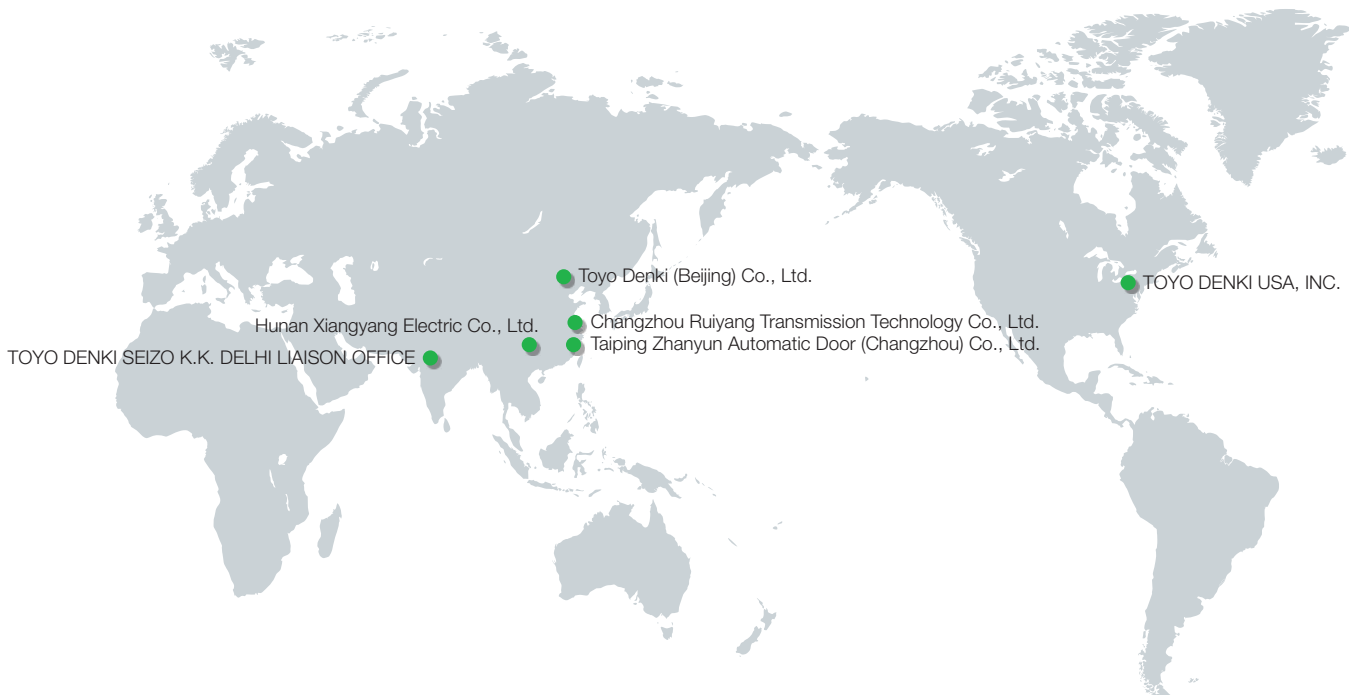 Toyo Denki (Beijing) Co., Ltd.
TOYO DENKI USA, INC.
Changzhou Ruiyang Transmission Technology Co., Ltd.
Hunan Xiangyang Electric Co., Ltd.
Taiping Zhanyun Automatic Door (Changzhou) Co., Ltd.
TOYO DENKI SEIZO K.K. DELHI LIAISON OFFICE